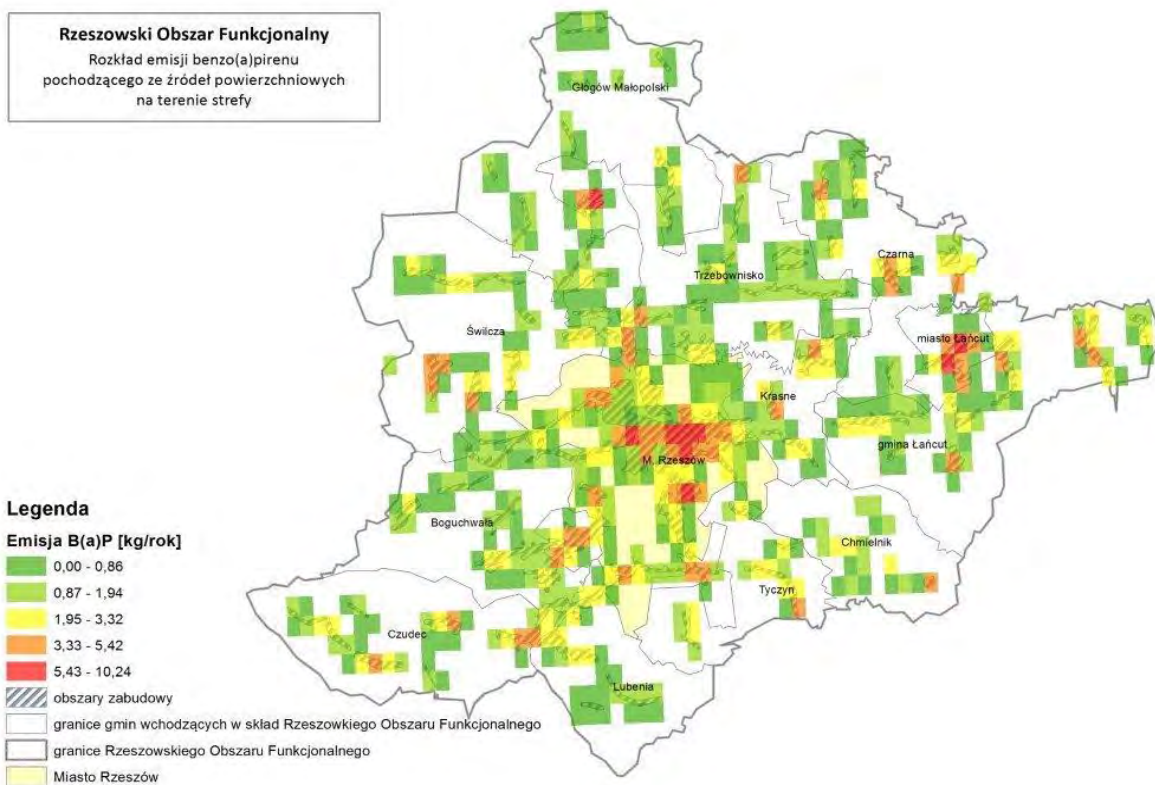 Rzeszowski Obszar Funkcjonalny
Rozkład emisji benzo(a)pirenu
pochodzącego ze źródeł powierzchniowych
na terenie strefy
Głogów Małopolski
Trzebownisko
Czarna
Świlcza
miasto Łańcut
Krasne
gmina Łańcut
M. Rzeszów
Boguchwała
Chmielnik
Tyczyn
Czudec
Lubenia
Legenda
Emisja B(a)P [kg/rok]
0,00 - 0,86
0,87 - 1,94
1,95 - 3,32
3,33 - 5,42
5,43 - 10,24
obszary zabudowy
granice gmin wchodzących w skład Rzeszowkiego Obszaru Funkcjonalnego
granice Rzeszowskiego Obszaru Funkcjonalnego
Miasto Rzeszów